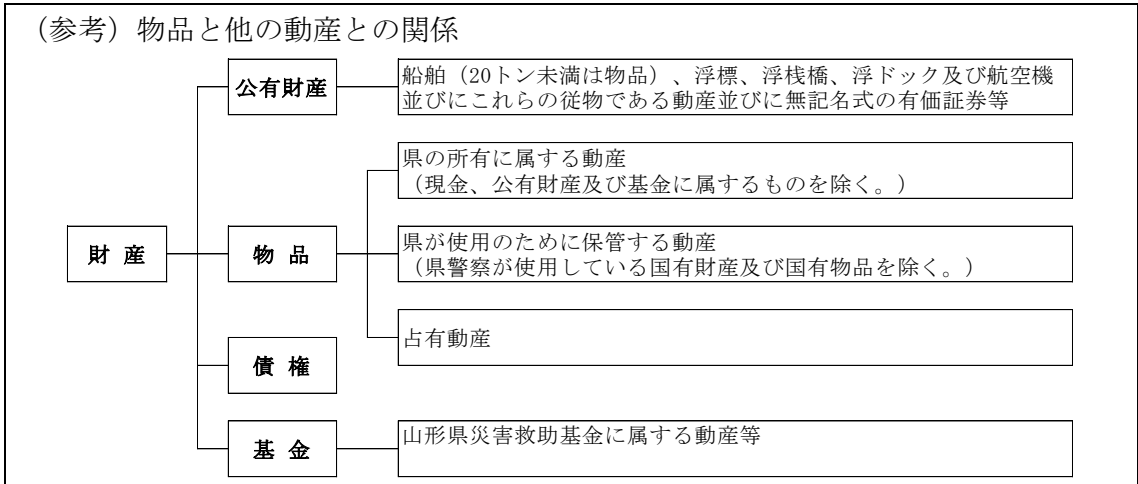 （参考）物品と他の動産との関係
公有財産
船舶（20トン未満は物品）、浮標、浮桟橋、浮ドック及び航空機
並びにこれらの従物である動産並びに無記名式の有価証券等
県の所有に属する動産
（現金、公有財産及び基金に属するものを除く。）
財 産
物 品
県が使用のために保管する動産
（県警察が使用している国有財産及び国有物品を除く。）
占有動産
債 権
基 金
山形県災害救助基金に属する動産等